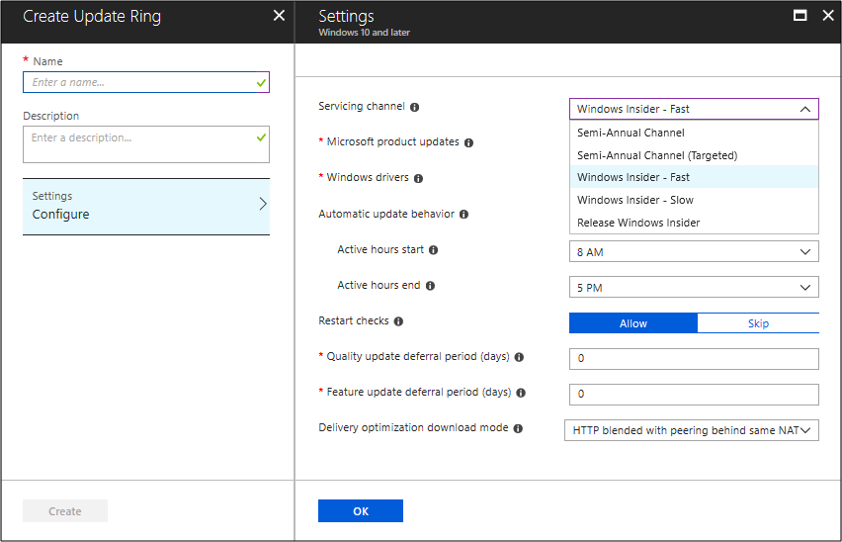 Create Update Ring
* Name
Enter a name...
Description
Enter a description...
Settings
Configure
Create
Settings
Windows 10 and later
Servicing channel
Windows Insider - Fast
Semi-Annual Channel
Semi-Annual Channel (Targeted)
Windows Insider - Fast
Windows Insider - Slow
Release Windows Insider
* Microsoft product updates
* Windows drivers
Automatic update behavior
Active hours start
8 AM
Active hours end
5 PM
Restart checks
Allow
Skip
* Quality update deferral period (days)
0
* Feature update deferral period (days)
0
Delivery optimization download mode
HTTP blended with peering behind same NAT
OK